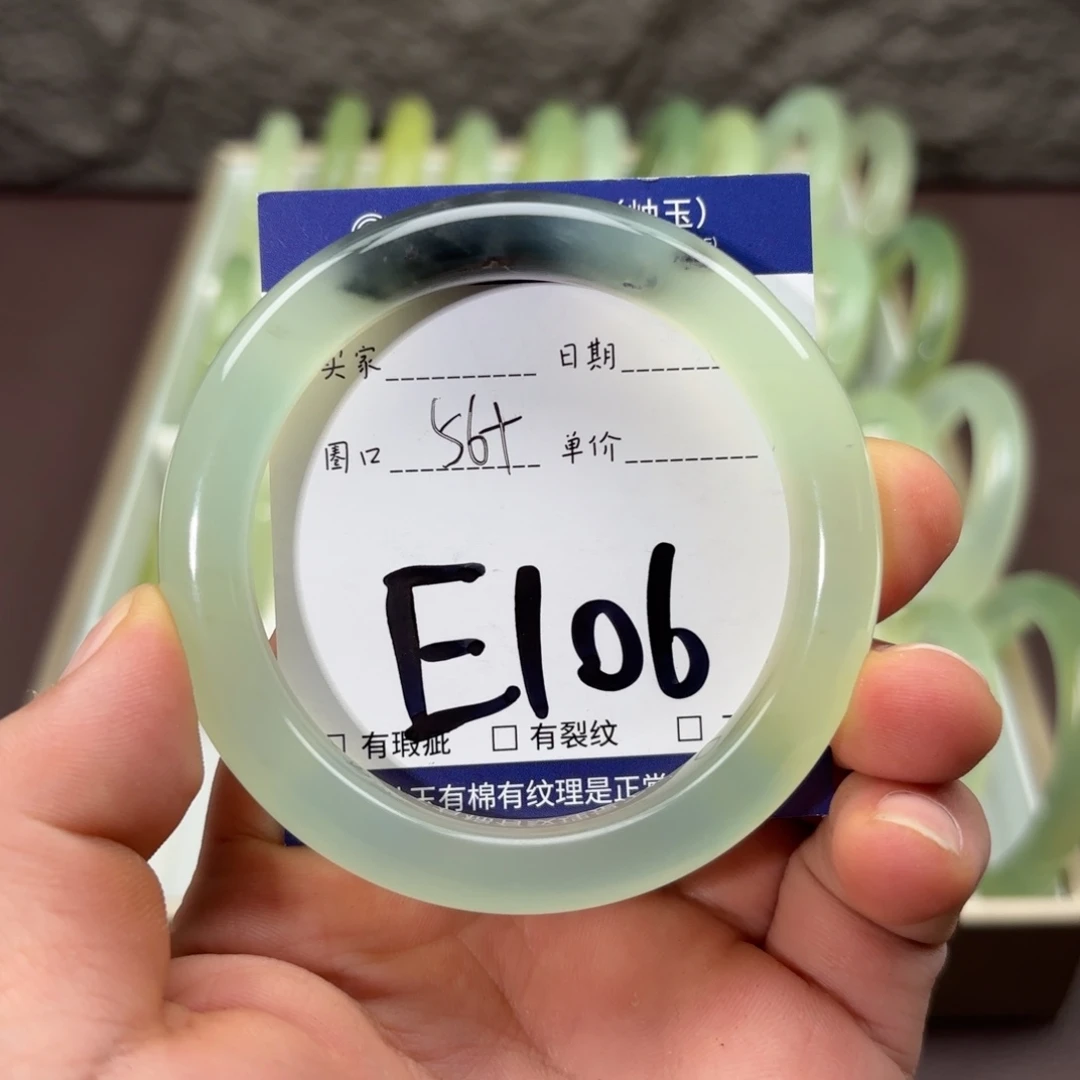 玉）
买家 日期
圈口 56+ 单价
E106
□ 有瑕疵 □ 有裂纹 □
玉有棉有纹理是正常